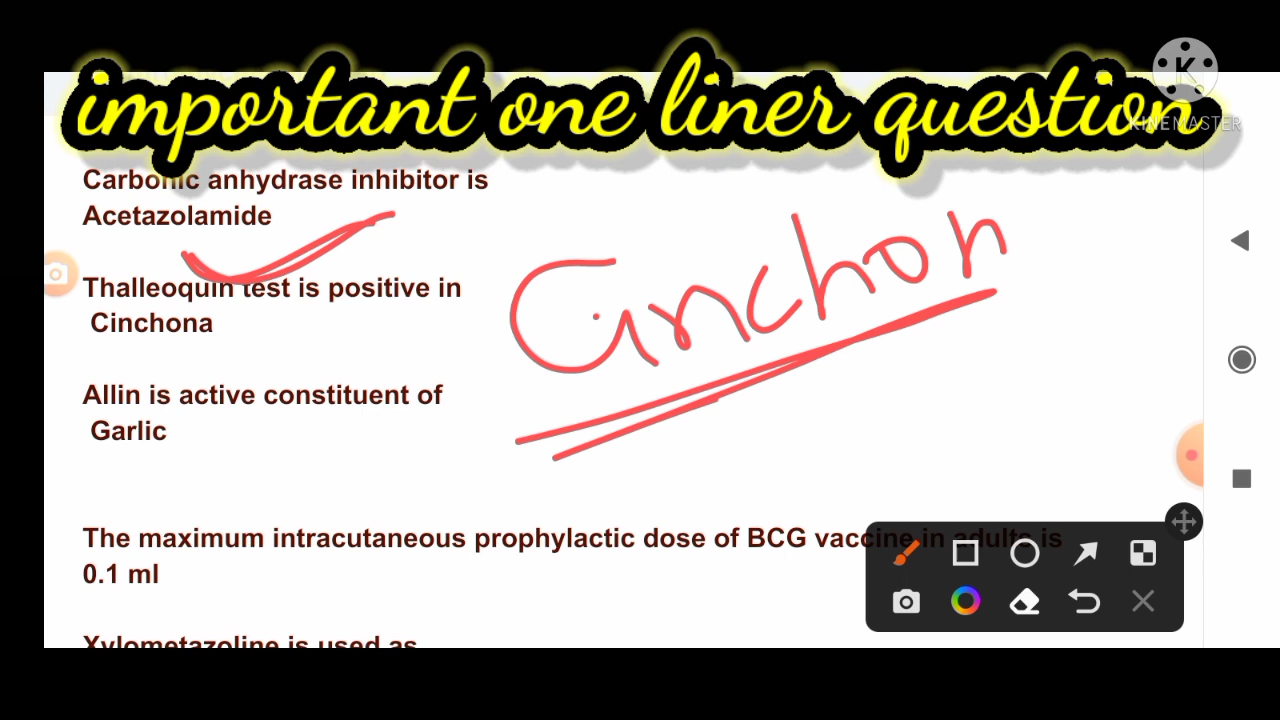 important one liner question
KINEMASTER
Carbonic anhydrase inhibitor is
Acetazolamide
Thalleoquin test is positive in
Cinchona
Cinchon
Allin is active constituent of
Garlic
The maximum intracutaneous prophylactic dose of BCG vaccine in adults is
0.1 ml
Xylometazoline is used as